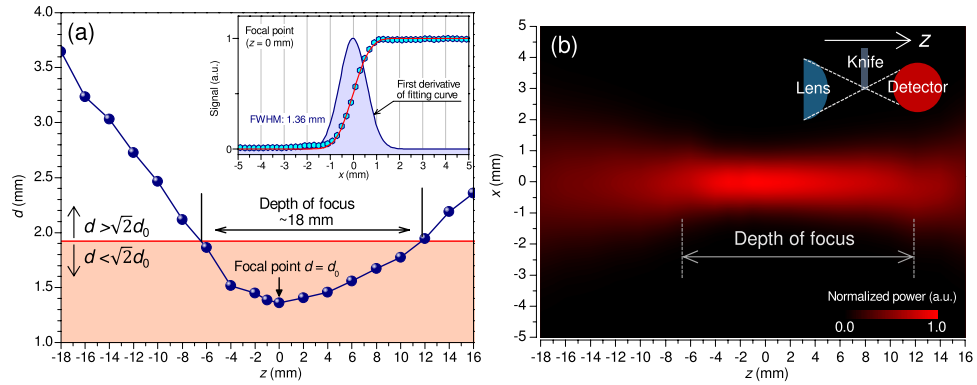 (a)
Focal point
(z = 0 mm)
Signal (a.u.)
1
0
First derivative
of fitting curve
FWHM: 1.36 mm
-5 -4 -3 -2 -1 0 1 2 3 4 5
x (mm)
d (mm)
4.0
3.5
3.0
2.5
2.0
1.5
1.0
d >√2d₀
d <√2d₀
Depth of focus
~18 mm
Focal point d = d₀
-18 -16 -14 -12 -10 -8 -6 -4 -2 0 2 4 6 8 10 12 14 16
z (mm)
(b)
z
Knife
Lens
Detector
x (mm)
5
4
3
2
1
0
-1
-2
-3
-4
-5
Depth of focus
Normalized power (a.u.)
0.0 1.0
-18 -16 -14 -12 -10 -8 -6 -4 -2 0 2 4 6 8 10 12 14 16
z (mm)